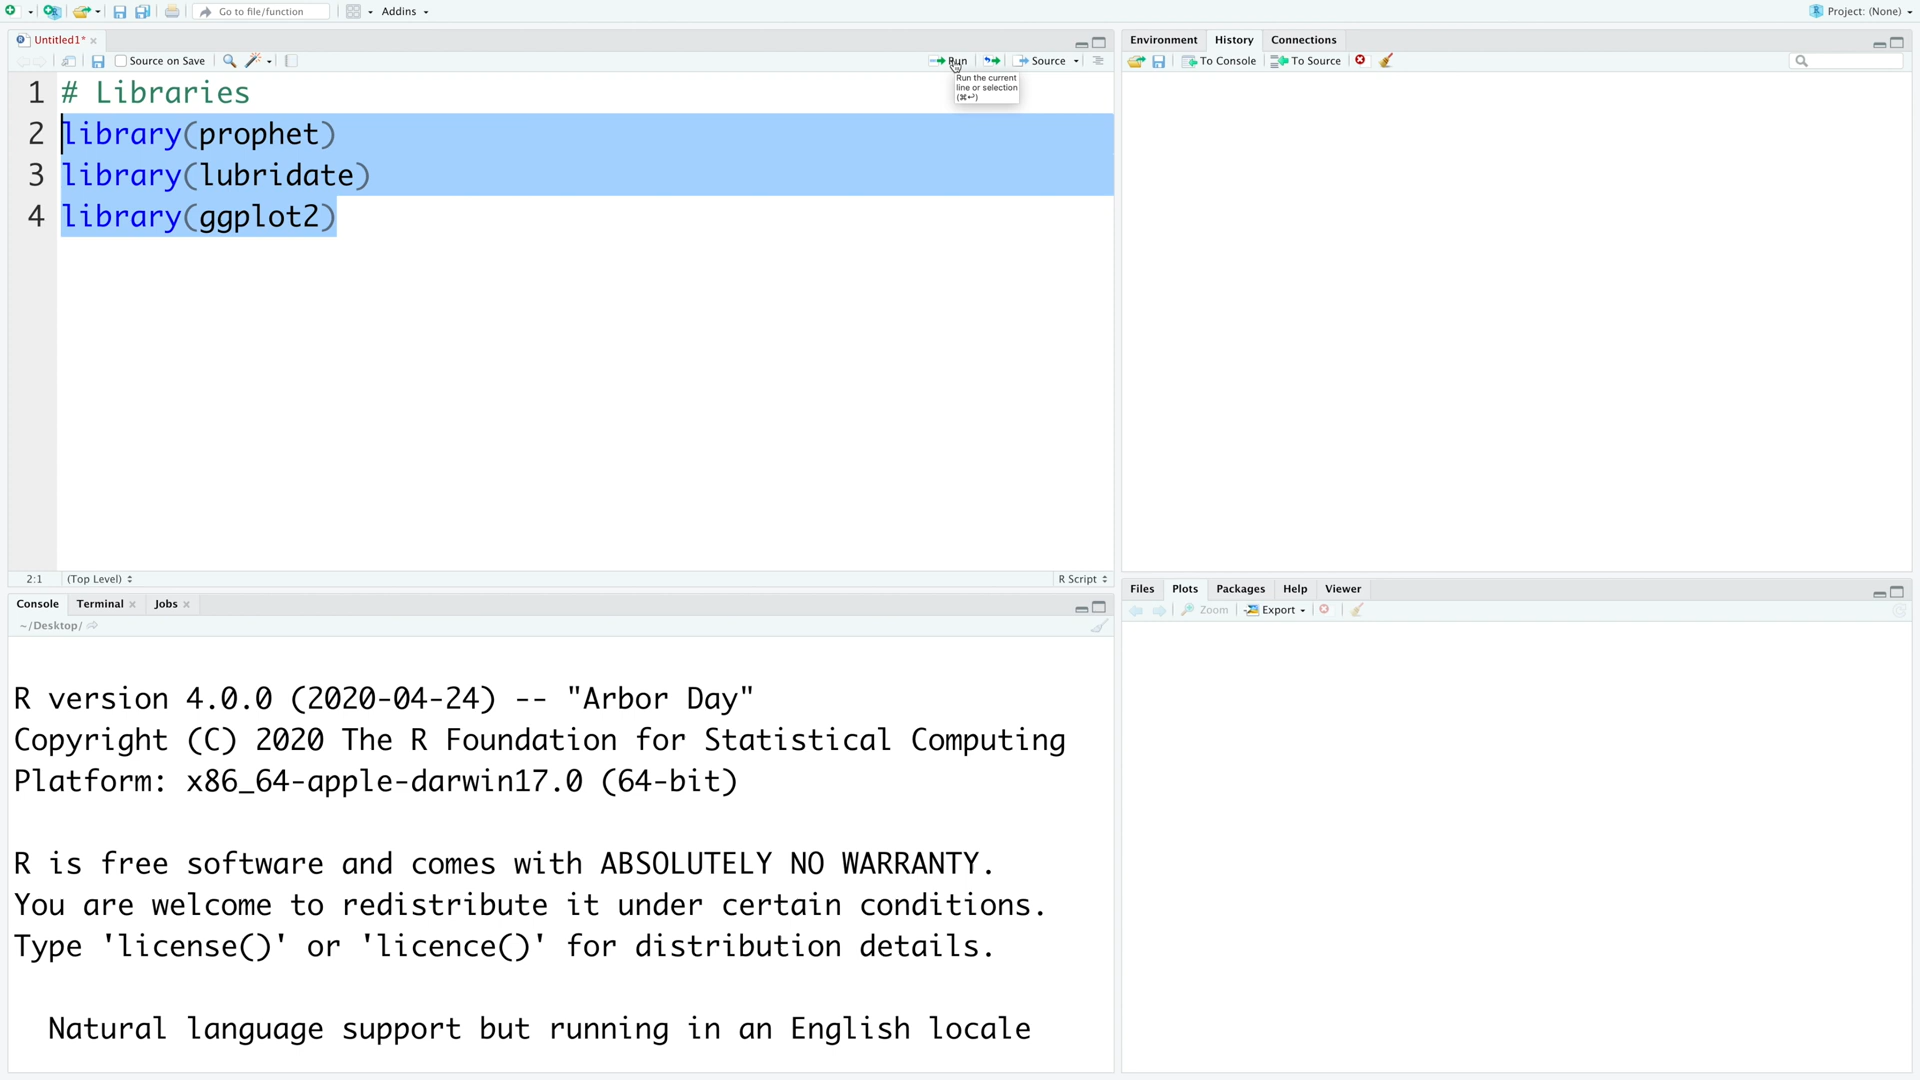 Go to file/function
Addins
Project: (None)
Untitled1*
Source on Save
Run
Source
Run the current
line or selection
(⌘↩)
1 # Libraries
2 library(prophet)
3 library(lubridate)
4 library(ggplot2)
2:1
(Top Level)
R Script
Console
Terminal
Jobs
~/Desktop/
R version 4.0.0 (2020-04-24) -- "Arbor Day"
Copyright (C) 2020 The R Foundation for Statistical Computing
Platform: x86_64-apple-darwin17.0 (64-bit)
R is free software and comes with ABSOLUTELY NO WARRANTY.
You are welcome to redistribute it under certain conditions.
Type 'license()' or 'licence()' for distribution details.
Natural language support but running in an English locale
Environment
History
Connections
To Console
To Source
Files
Plots
Packages
Help
Viewer
Zoom
Export